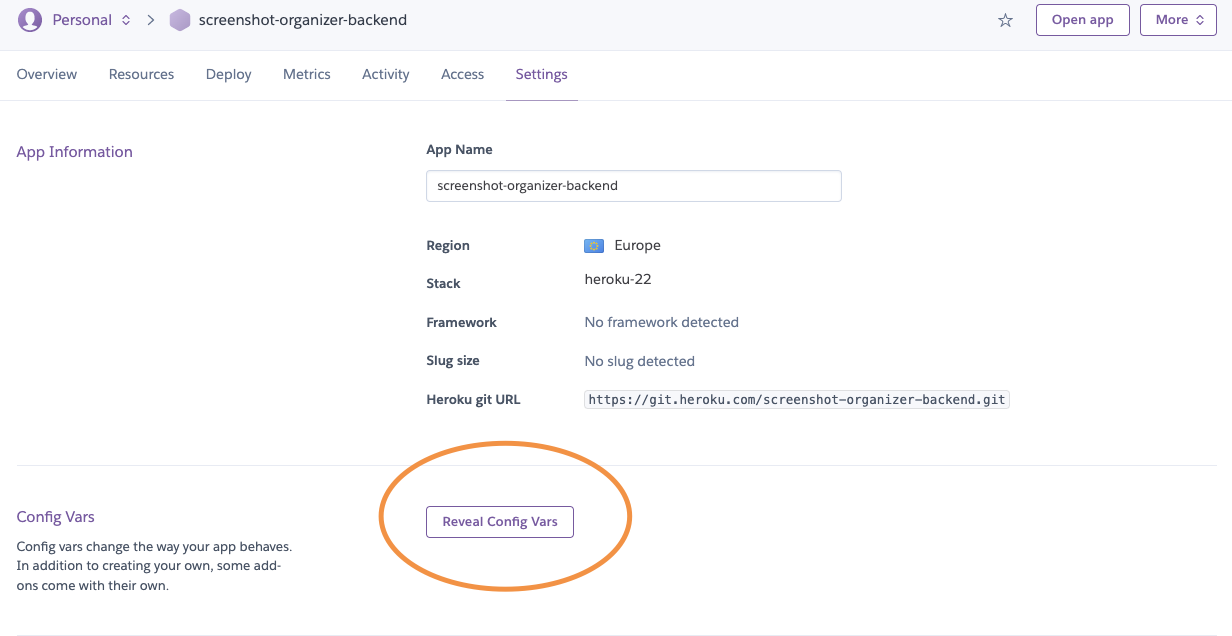 Personal
screenshot-organizer-backend
Open app
More
Overview
Resources
Deploy
Metrics
Activity
Access
Settings
App Information
App Name
screenshot-organizer-backend
Region
Europe
Stack
heroku-22
Framework
No framework detected
Slug size
No slug detected
Heroku git URL
https://git.heroku.com/screenshot-organizer-backend.git
Config Vars
Config vars change the way your app behaves.
In addition to creating your own, some add-
ons come with their own.
Reveal Config Vars